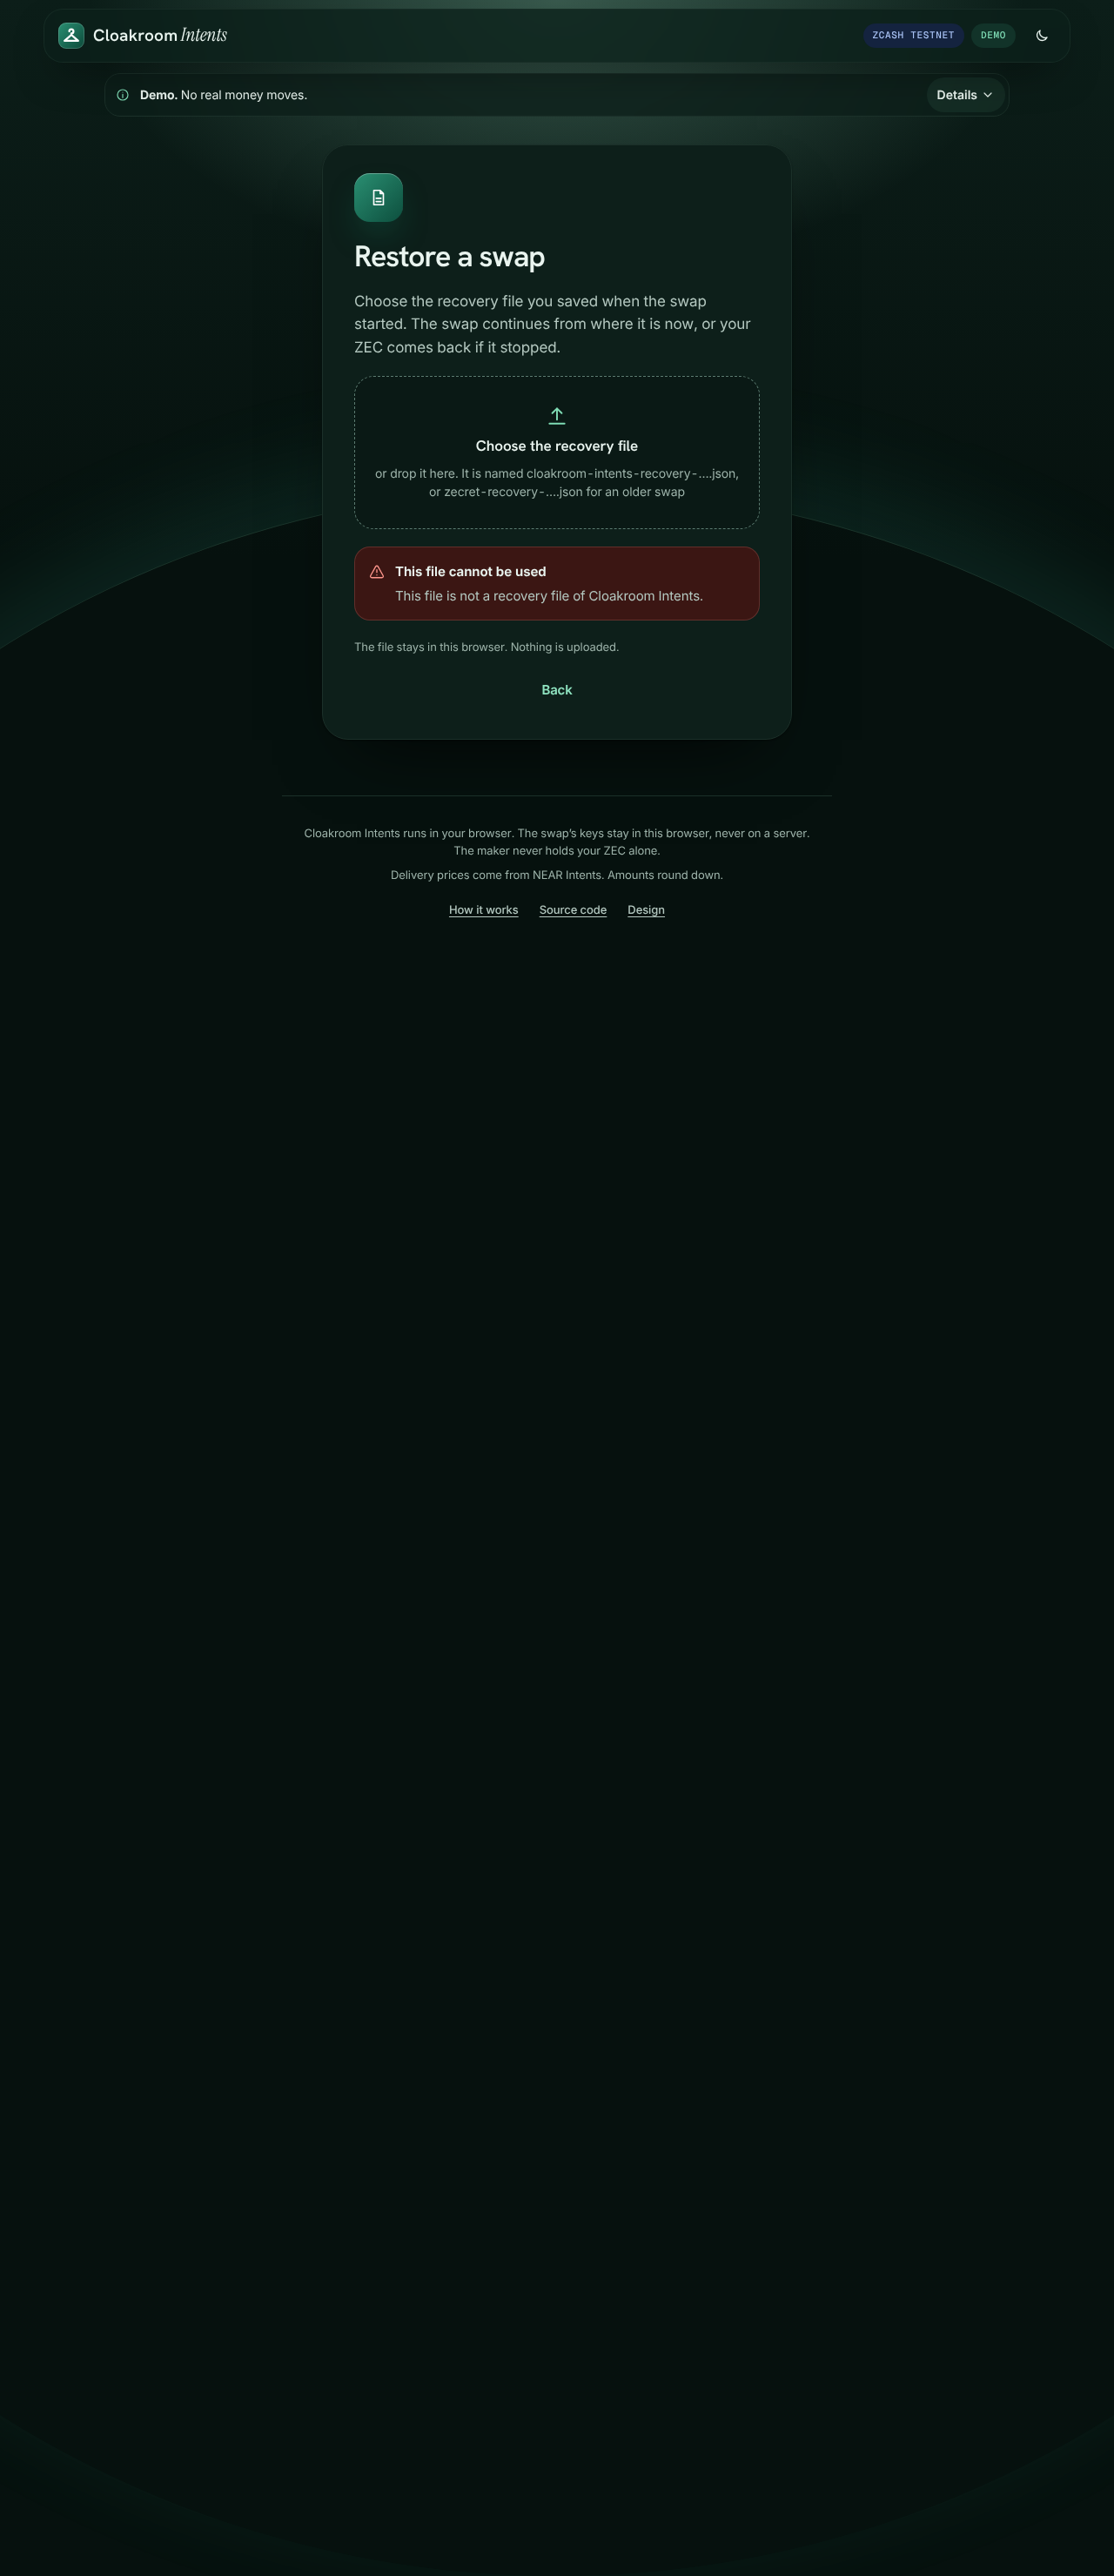 Cloakroom Intents
ZCASH TESTNET
DEMO
Demo. No real money moves.
Details
Restore a swap
Choose the recovery file you saved when the swap
started. The swap continues from where it is now, or your
ZEC comes back if it stopped.
Choose the recovery file
or drop it here. It is named cloakroom-intents-recovery-….json,
or zecret-recovery-….json for an older swap
This file cannot be used
This file is not a recovery file of Cloakroom Intents.
The file stays in this browser. Nothing is uploaded.
Back
Cloakroom Intents runs in your browser. The swap’s keys stay in this browser, never on a server.
The maker never holds your ZEC alone.
Delivery prices come from NEAR Intents. Amounts round down.
How it works
Source code
Design